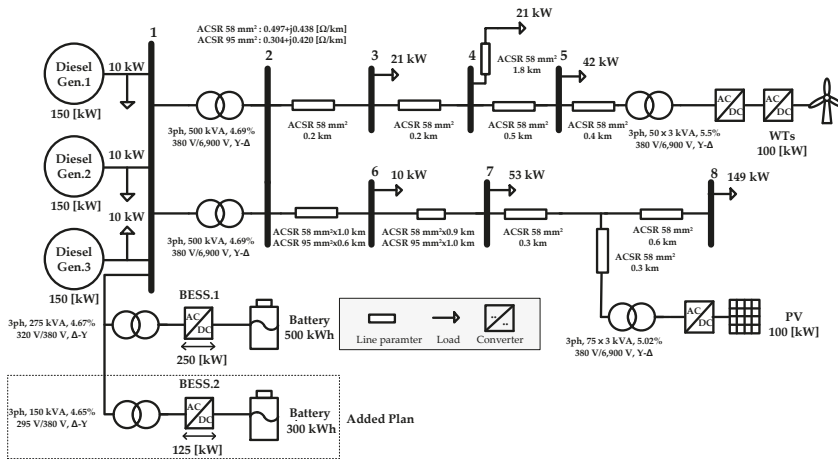 1
ACSR 58 mm² : 0.497+j0.438 [Ω/km]
ACSR 95 mm² : 0.304+j0.420 [Ω/km]
2
3
4
5
21 kW
21 kW
42 kW
Diesel
Gen.1
10 kW
150 [kW]
3ph, 500 kVA, 4.69%
380 V/6,900 V, Y-Δ
ACSR 58 mm²
0.2 km
ACSR 58 mm²
0.2 km
ACSR 58 mm²
1.8 km
ACSR 58 mm²
0.5 km
ACSR 58 mm²
0.4 km
3ph, 50 x 3 kVA, 5.5%
380 V/6,900 V, Y-Δ
AC
DC
AC
DC
WTs
100 [kW]
Diesel
Gen.2
10 kW
150 [kW]
3ph, 500 kVA, 4.69%
380 V/6,900 V, Y-Δ
6
10 kW
7
53 kW
8
149 kW
ACSR 58 mm²x1.0 km
ACSR 95 mm²x0.6 km
ACSR 58 mm²x0.9 km
ACSR 95 mm²x1.0 km
ACSR 58 mm²
0.3 km
ACSR 58 mm²
0.6 km
ACSR 58 mm²
0.3 km
Diesel
Gen.3
10 kW
150 [kW]
3ph, 275 kVA, 4.67%
320 V/380 V, Δ-Y
BESS.1
AC
DC
250 [kW]
Battery
500 kWh
Line paramter
Load
Converter
3ph, 75 x 3 kVA, 5.02%
380 V/6,900 V, Y-Δ
AC
DC
PV
100 [kW]
3ph, 150 kVA, 4.65%
295 V/380 V, Δ-Y
BESS.2
AC
DC
125 [kW]
Battery
300 kWh
Added Plan